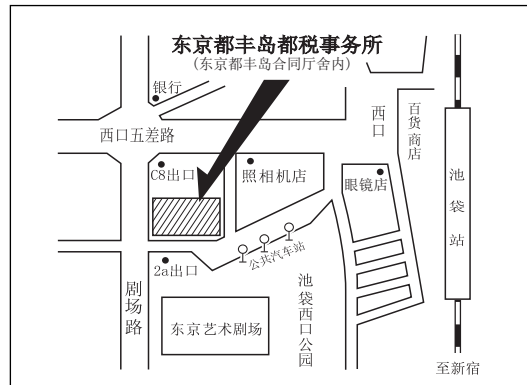 东京都丰岛都税事务所
(东京都丰岛合同厅舍内)
银行
西口五差路
西口
百货商店
C8出口
照相机店
眼镜店
池袋站
公共汽车站
2a出口
剧场路
东京艺术剧场
池袋西口公园
至新宿